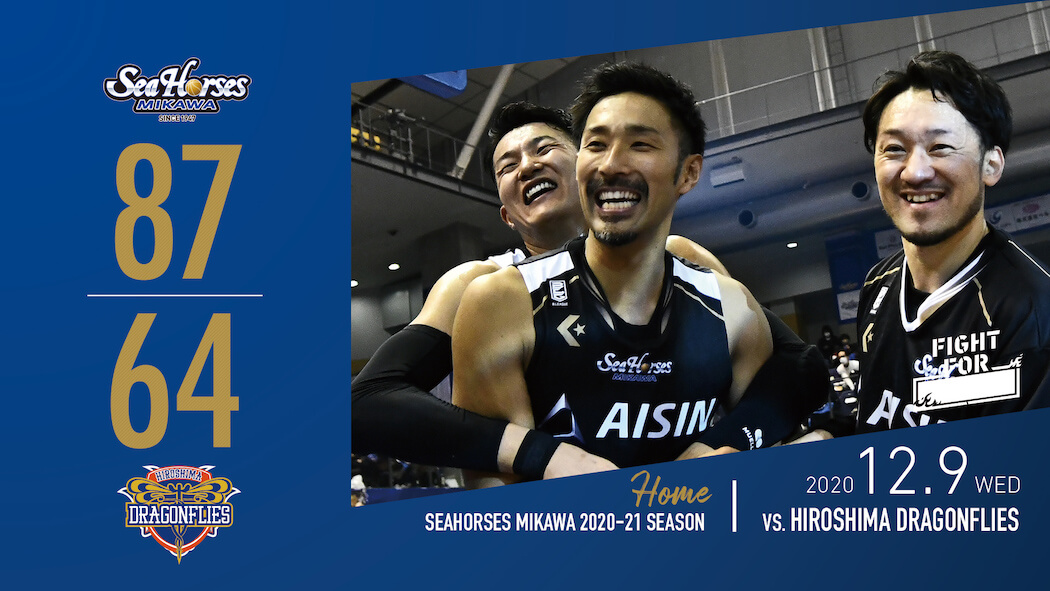 SeaHorses
MIKAWA
SINCE 1947
87
64
HIROSHIMA
DRAGONFLIES
B.LEAGUE
SeaHorses
MIKAWA
AISIN
FIGHT
FOR
Home
SEAHORSES MIKAWA 2020-21 SEASON
2020 12.9 WED
VS. HIROSHIMA DRAGONFLIES